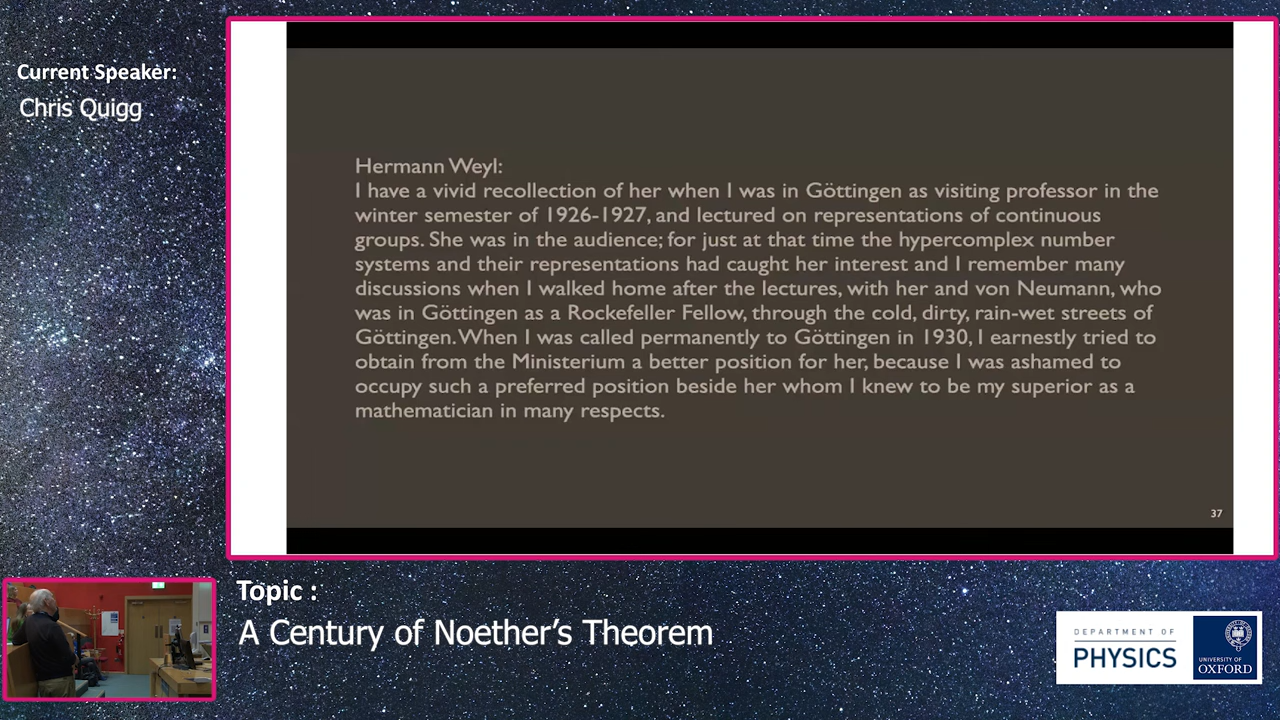 Current Speaker:
Chris Quigg
Hermann Weyl:
I have a vivid recollection of her when I was in Göttingen as visiting professor in the
winter semester of 1926-1927, and lectured on representations of continuous
groups. She was in the audience; for just at that time the hypercomplex number
systems and their representations had caught her interest and I remember many
discussions when I walked home after the lectures, with her and von Neumann, who
was in Göttingen as a Rockefeller Fellow, through the cold, dirty, rain-wet streets of
Göttingen. When I was called permanently to Göttingen in 1930, I earnestly tried to
obtain from the Ministerium a better position for her, because I was ashamed to
occupy such a preferred position beside her whom I knew to be my superior as a
mathematician in many respects.
37
Topic :
A Century of Noether's Theorem
DEPARTMENT OF
PHYSICS
UNIVERSITY OF
OXFORD